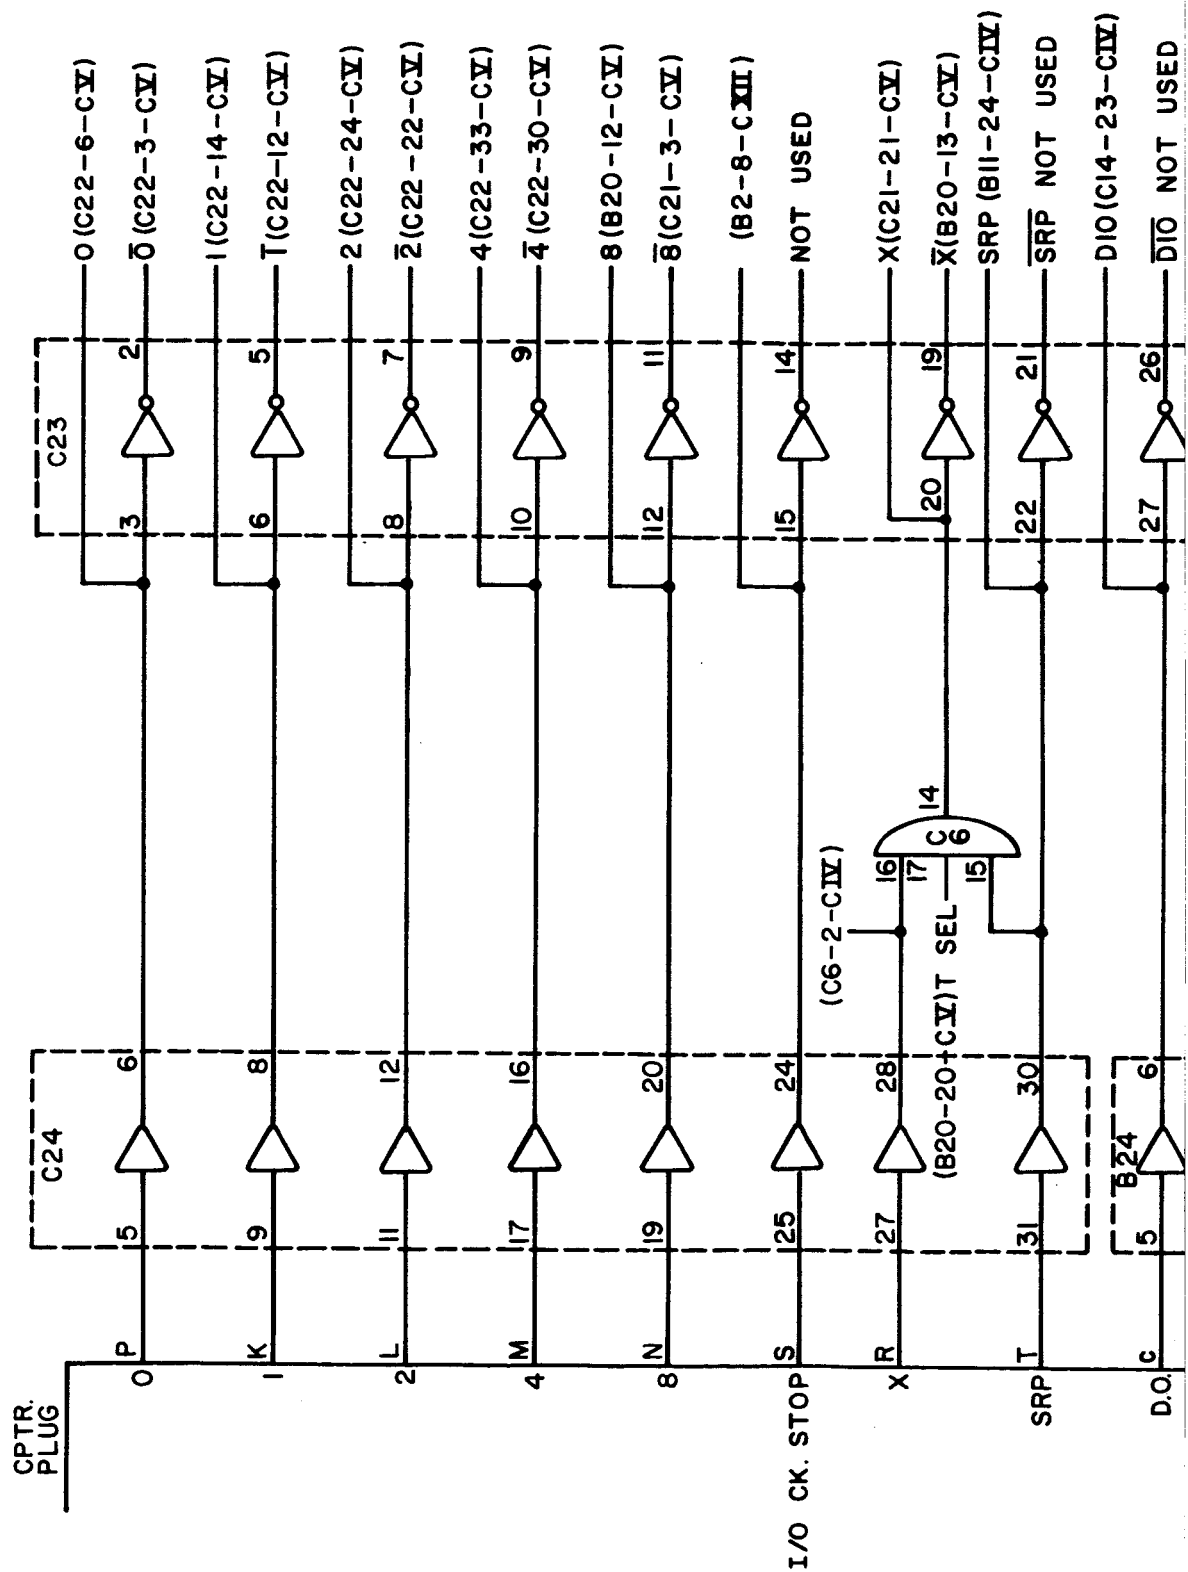 CPTR.
PLUG
P
0
K
1
L
2
M
4
N
8
S
I/O CK. STOP
R
X
T
SRP
C
D.O.
C24
5
6
9
8
11
12
17
16
19
20
25
24
27
28
31
30
B24
5
6
(C6-2-CIV)
(B20-20+CV)T SEL
16
17
15
C
6
14
C23
3
2
6
5
8
7
10
9
112
11
15
14
20
19
22
21
27
26
0(C22-6-CV)
0̅(C22-3-CV)
1(C22-14-CV)
1̅(C22-12-CV)
2(C22-24-CV)
2̅(C22-22-CV)
4(C22-33-CV)
4̅(C22-30-CV)
8(B20-12-CV)
8̅(C21-3-CV)
(B2-8-CXII)
NOT USED
X(C21-21-CV)
X̅(B20-13-CV)
SRP(B11-24-CIV)
S̅R̅P̅ NOT USED
DIO(C14-23-CIV)
D̅I̅O̅ NOT USED